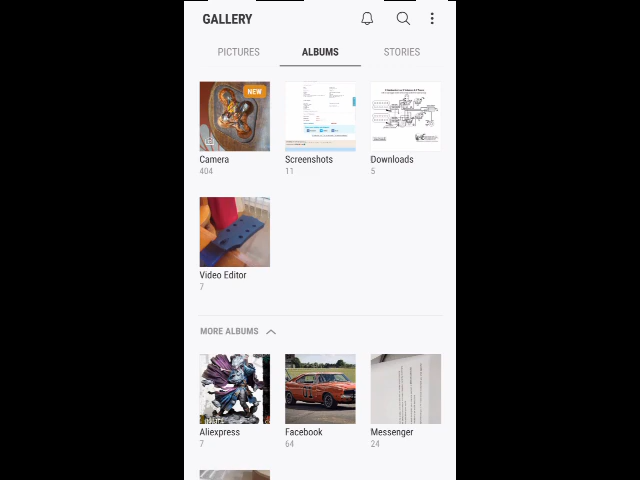 GALLERY
PICTURES
ALBUMS
STORIES
NEW
Camera
Screenshots
Downloads
404
11
5
Video Editor
7
MORE ALBUMS
01
Aliexpress
Facebook
Messenger
7
64
24